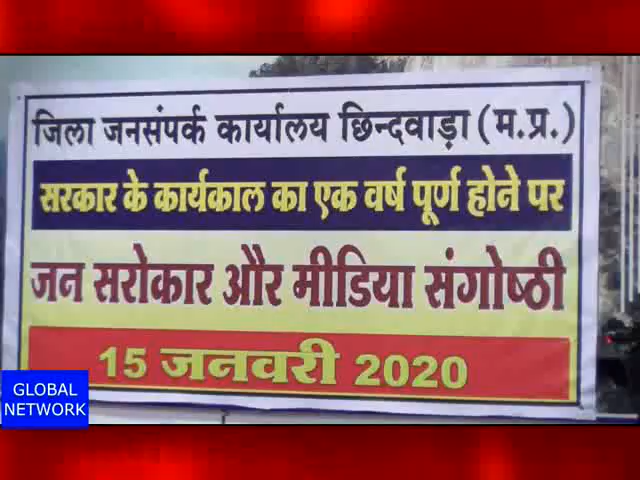 जिला जनसंपर्क कार्यालय छिन्दवाड़ा (म.प्र.)
सरकार के कार्यकाल का एक वर्ष पूर्ण होने पर
जन सरोकार और मीडिया संगोष्ठी
15 जनवरी 2020
GLOBAL
NETWORK